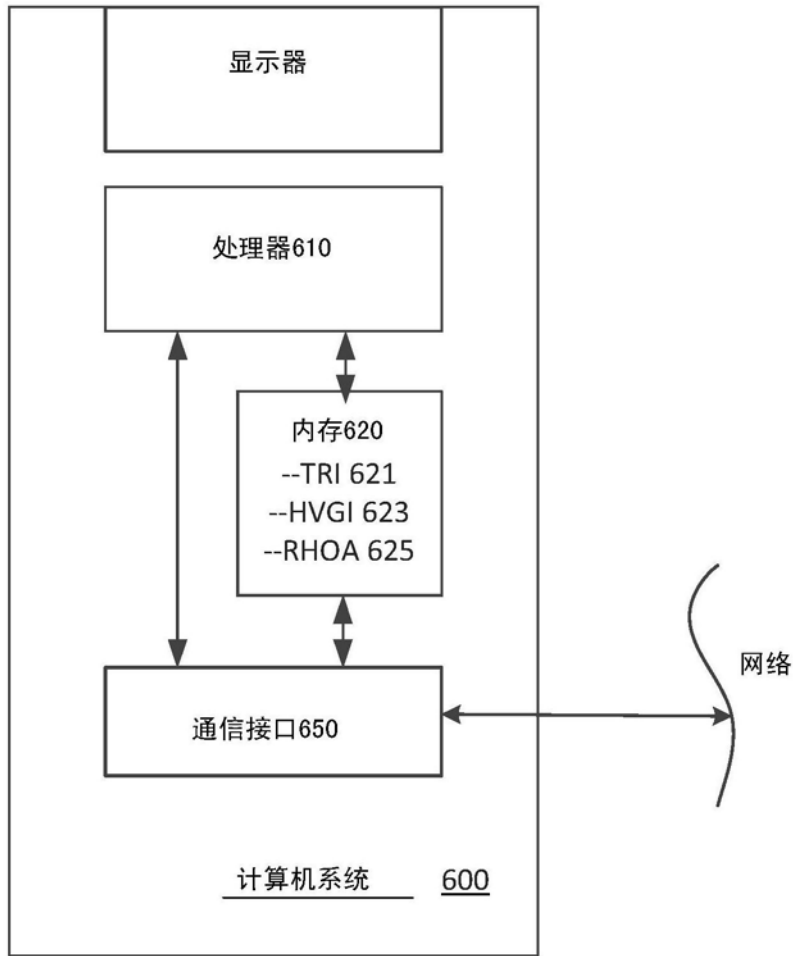 显示器
处理器610
内存620
--TRI 621
--HVGI 623
--RHOA 625
网络
通信接口650
计算机系统 600